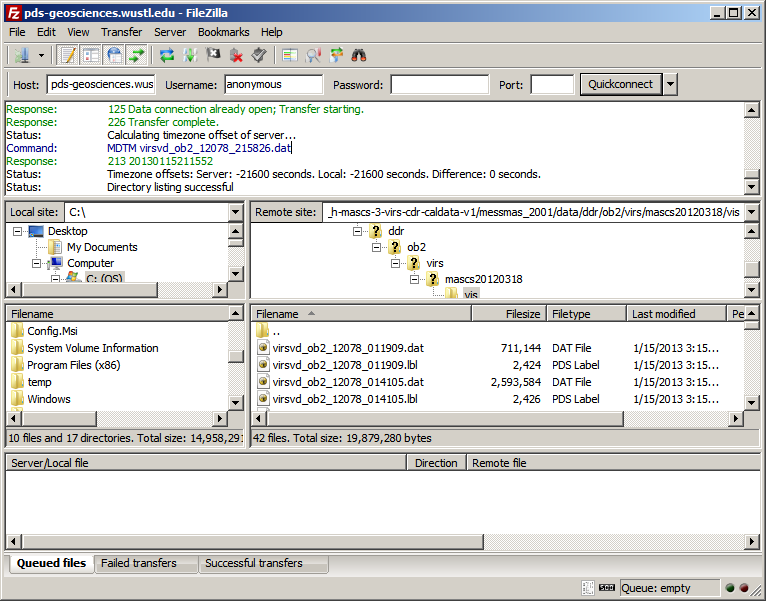 pds-geosciences.wustl.edu - FileZilla
File Edit View Transfer Server Bookmarks Help
Host: pds-geosciences.wus Username: anonymous Password: Port: Quickconnect
Response: 125 Data connection already open; Transfer starting.
Response: 226 Transfer complete.
Status: Calculating timezone offset of server...
Command: MDTM virsvd_ob2_12078_215826.dat
Response: 213 20130115211552
Status: Timezone offsets: Server: -21600 seconds. Local: -21600 seconds. Difference: 0 seconds.
Status: Directory listing successful
Local site: C:\
Desktop
My Documents
Computer
C: (OS)
Remote site: _h-mascs-3-virs-cdr-caldata-v1/messmas_2001/data/ddr/ob2/virs/mascs20120318/vis
ddr
ob2
virs
mascs20120318
vis
Filename
Config.Msi
System Volume Information
Program Files (x86)
temp
Windows
10 files and 17 directories. Total size: 14,958,291
Filename Filesize Filetype Last modified Pe
..
virsvd_ob2_12078_011909.dat 711,144 DAT File 1/15/2013 3:15...
virsvd_ob2_12078_011909.lbl 2,424 PDS Label 1/15/2013 3:15...
virsvd_ob2_12078_014105.dat 2,593,584 DAT File 1/15/2013 3:15...
virsvd_ob2_12078_014105.lbl 2,426 PDS Label 1/15/2013 3:15...
42 files. Total size: 19,879,280 bytes
Server/Local file Direction Remote file
Queued files Failed transfers Successful transfers
Queue: empty